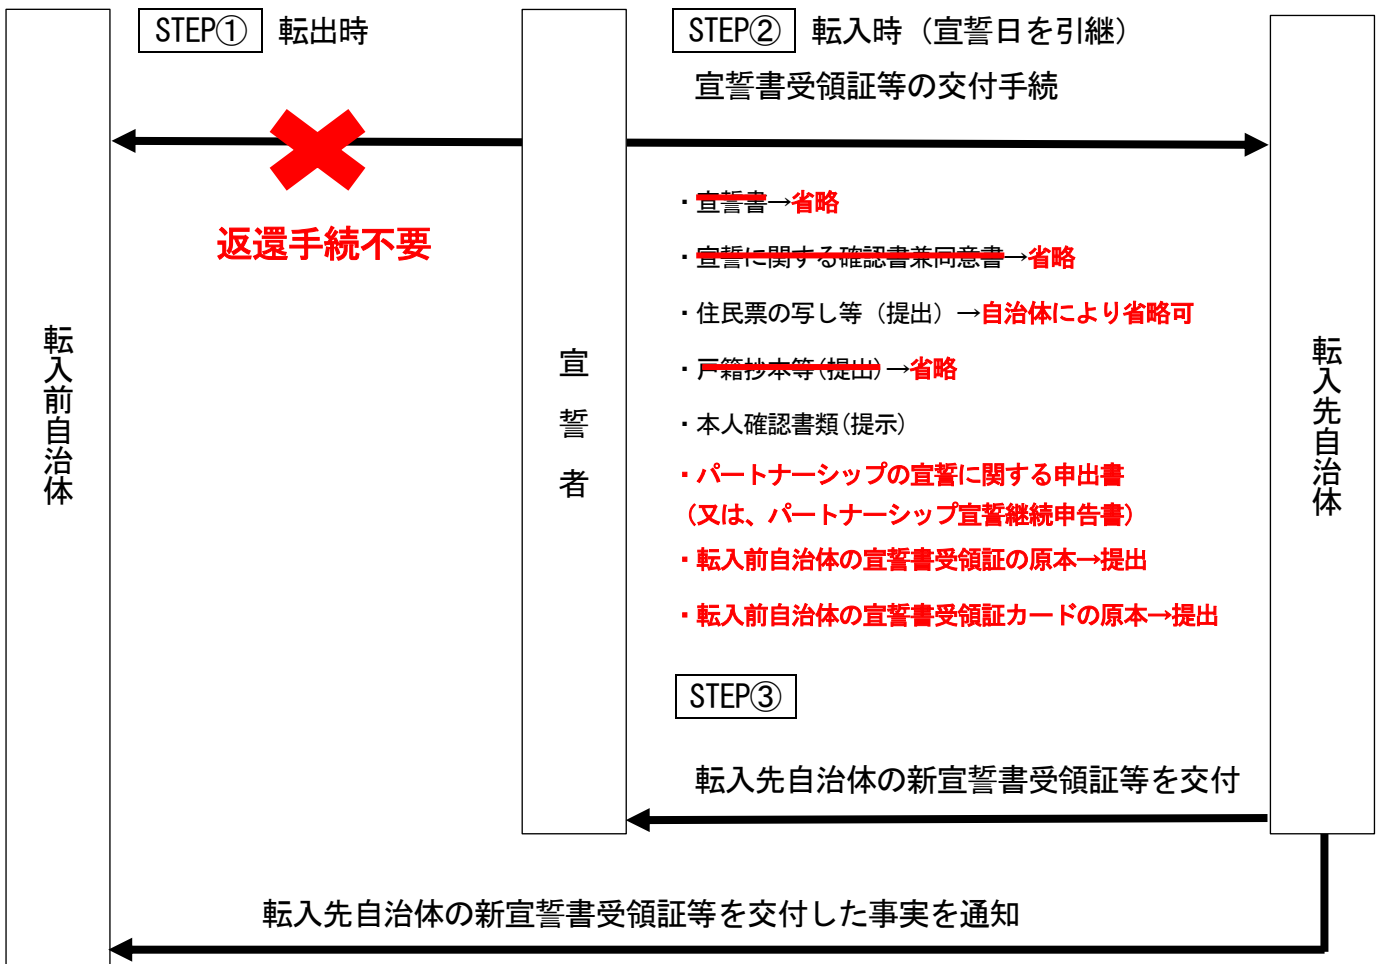 STEP① 転出時
STEP② 転入時（宣誓日を引継）
宣誓書受領証等の交付手続
返還手続不要
・宣誓書→省略
・宣誓に関する確認書兼同意書→省略
・住民票の写し等（提出）→自治体により省略可
・戸籍抄本等(提出)→省略
・本人確認書類(提示)
・パートナーシップの宣誓に関する申出書
（又は、パートナーシップ宣誓継続申告書）
・転入前自治体の宣誓書受領証の原本→提出
・転入前自治体の宣誓書受領証カードの原本→提出
転入前自治体
宣誓者
転入先自治体
STEP③
転入先自治体の新宣誓書受領証等を交付
転入先自治体の新宣誓書受領証等を交付した事実を通知